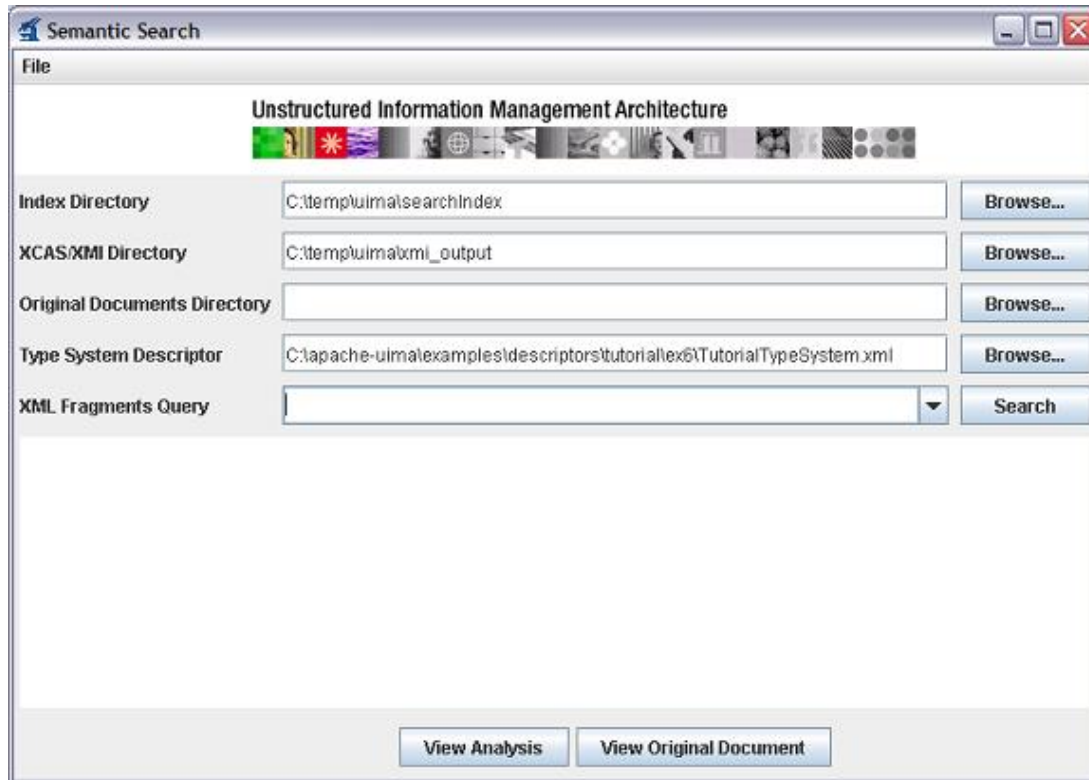 Semantic Search
File
Unstructured Information Management Architecture
Index Directory C:\temp\uima\searchIndex Browse...
XCAS/XMI Directory C:\temp\uima\xmi_output Browse...
Original Documents Directory Browse...
Type System Descriptor C:\apache-uima\examples\descriptors\tutorial\ex6\TutorialTypeSystem.xml Browse...
XML Fragments Query Search
View Analysis View Original Document